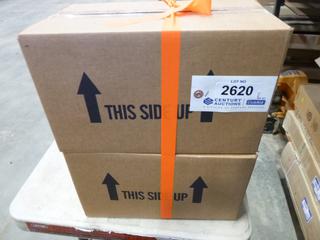 LOT NO
2620
CENTURY
AUCTIONS
THIS SIDE UP
THIS SIDE UP